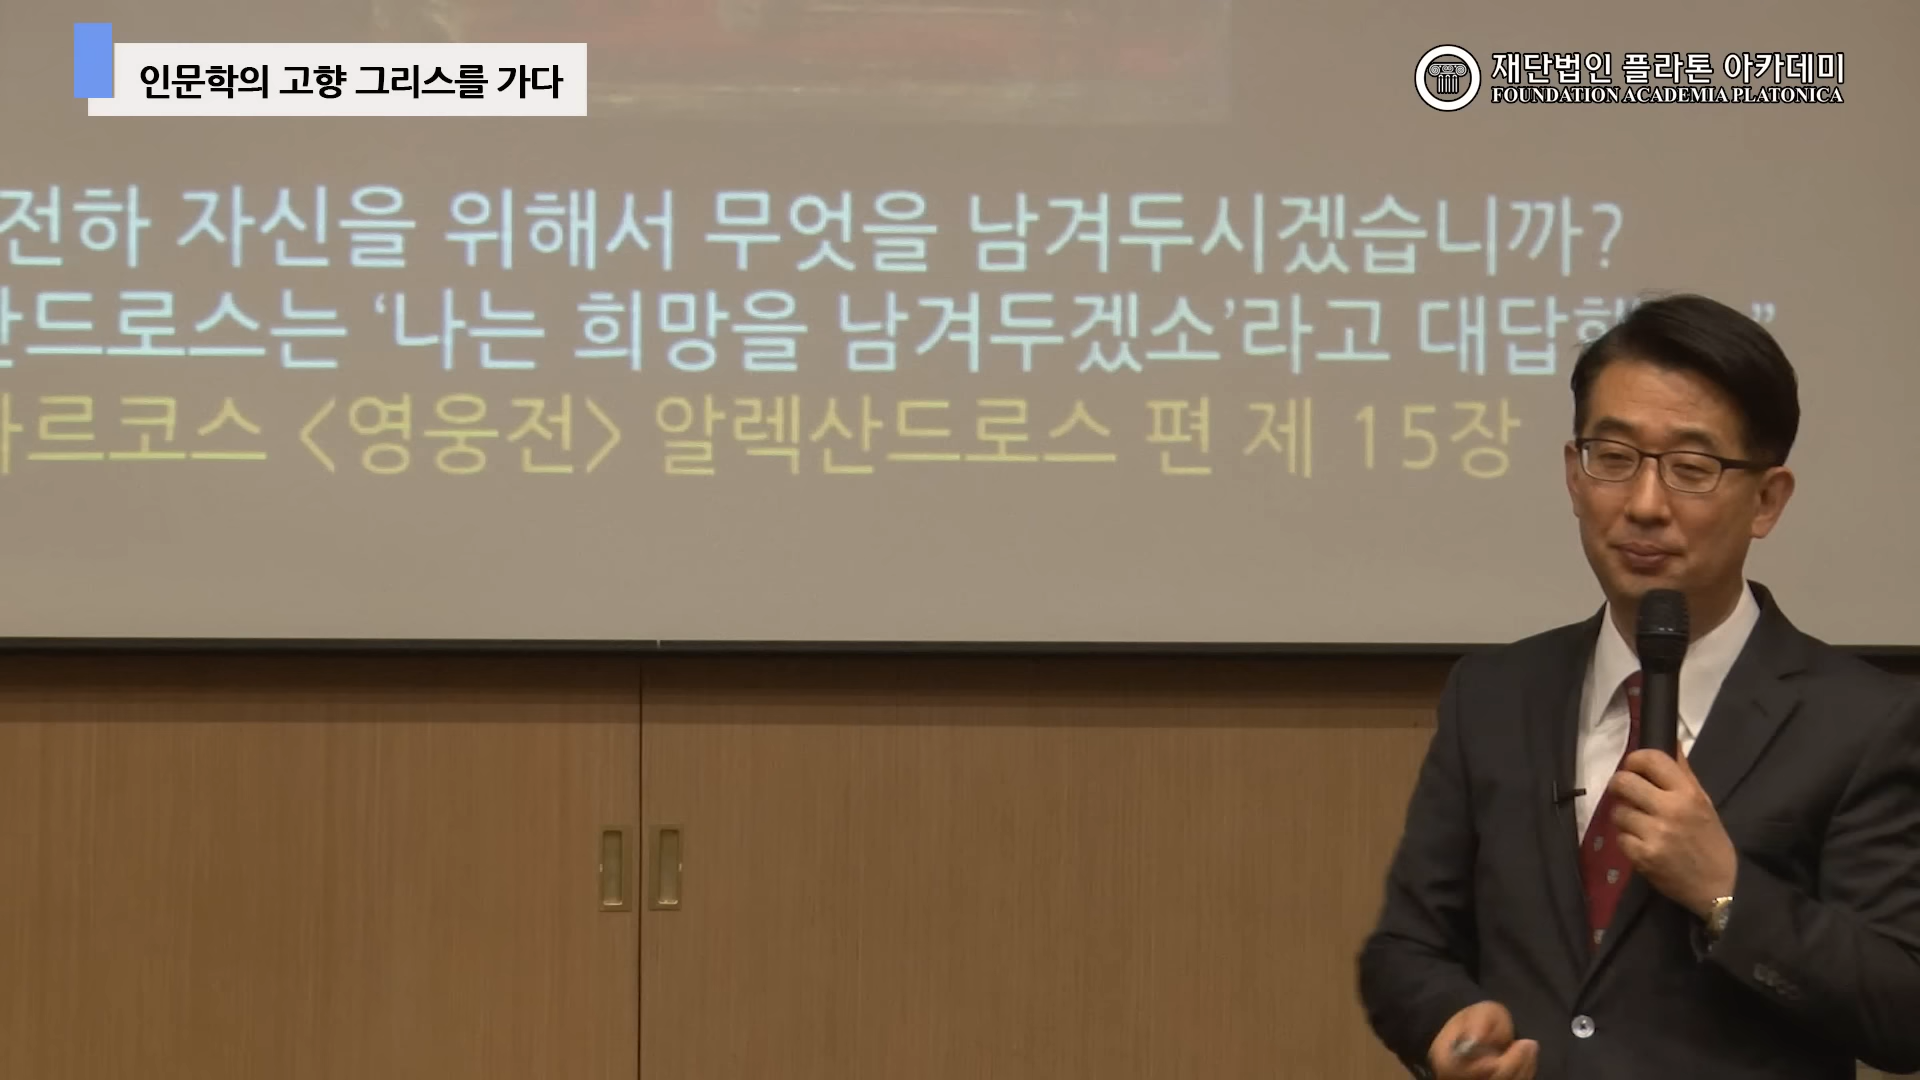 인문학의 고향 그리스를 가다
재단법인 플라톤 아카데미
FOUNDATION ACADEMIA PLATONICA
전하 자신을 위해서 무엇을 남겨두시겠습니까?
드로스는 ‘나는 희망을 남겨두겠소’라고 ”
르코스 <영웅전> 알렉산드로스 편 제 15장